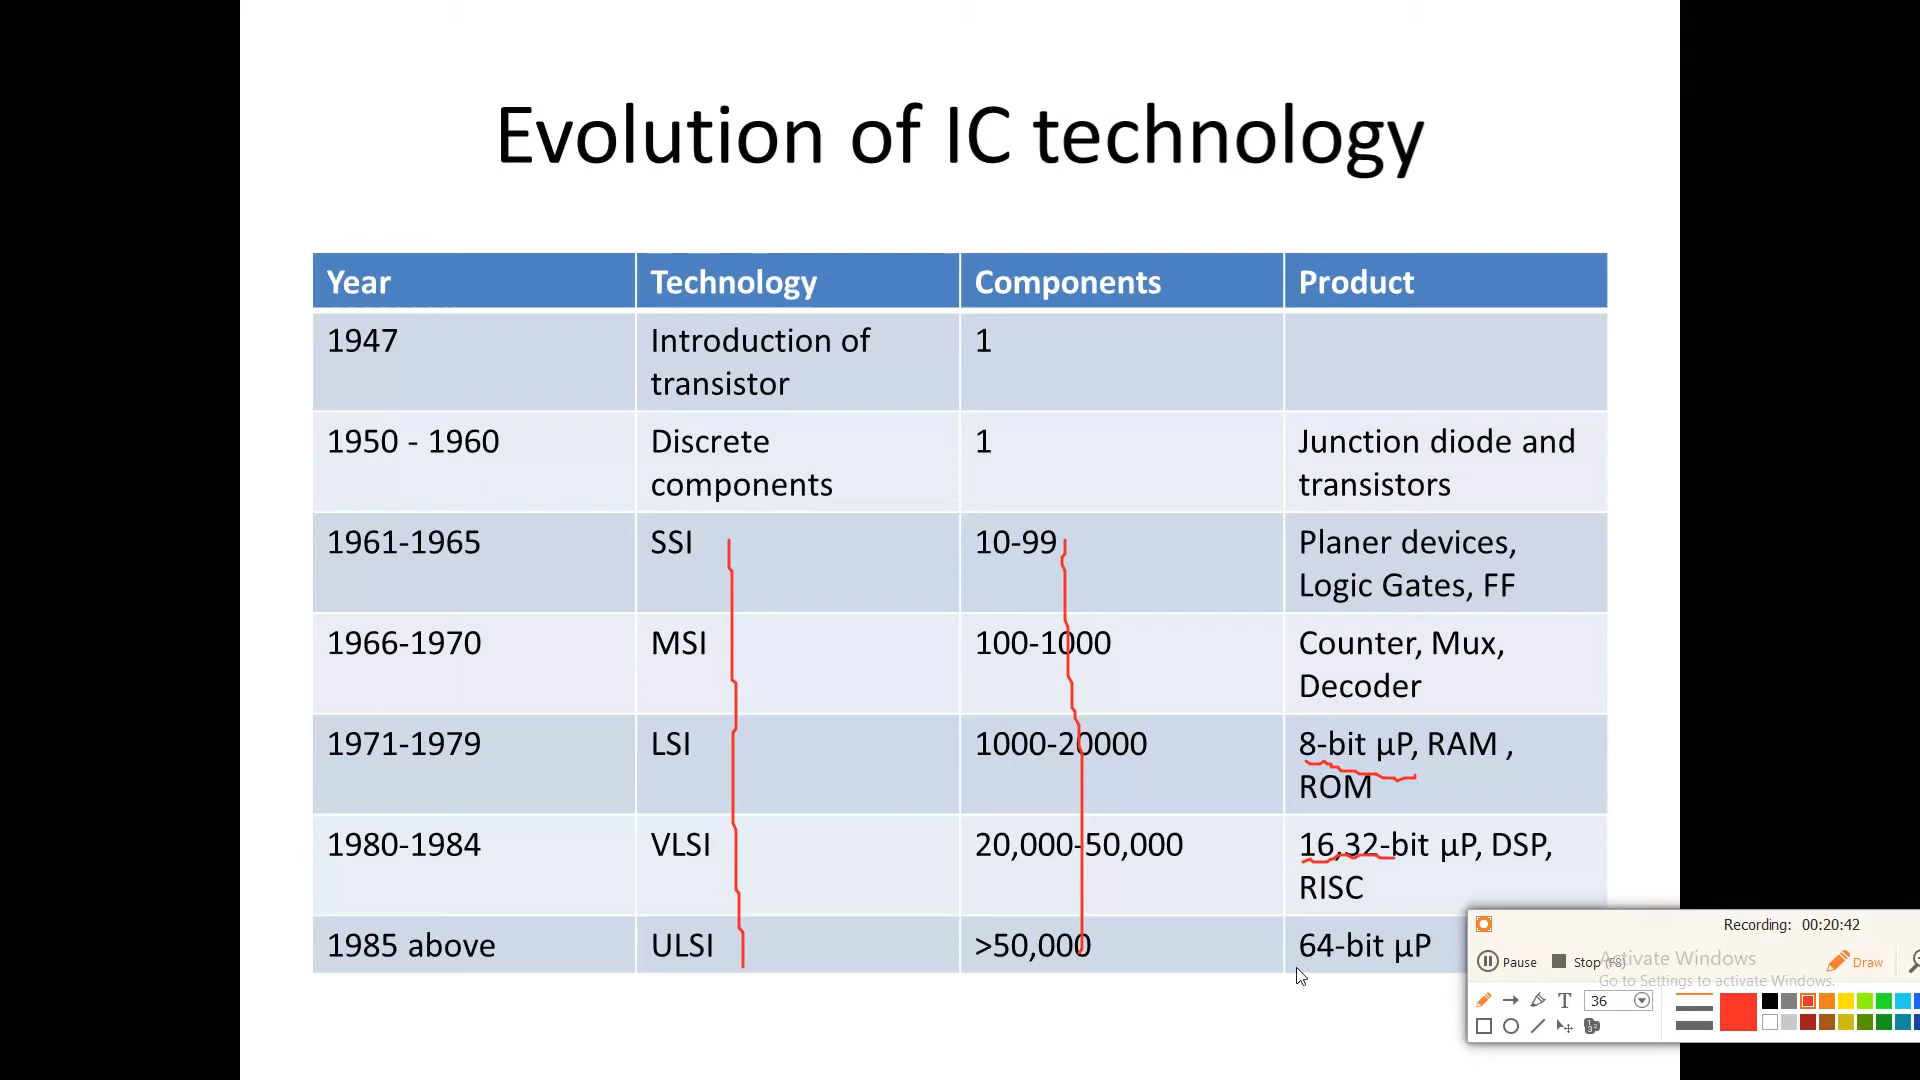 Evolution of IC technology
Year Technology Components Product
1947 Introduction of transistor 1
1950 - 1960 Discrete components 1 Junction diode and transistors
1961-1965 SSI 10-99 Planer devices, Logic Gates, FF
1966-1970 MSI 100-1000 Counter, Mux, Decoder
1971-1979 LSI 1000-20000 8-bit µP, RAM , ROM
1980-1984 VLSI 20,000-50,000 16,32-bit µP, DSP, RISC
1985 above ULSI >50,000 64-bit µP
Recording: 00:20:42
Pause Stop (F8) Draw
Activate Windows
Go to Settings to activate Windows.
T 36